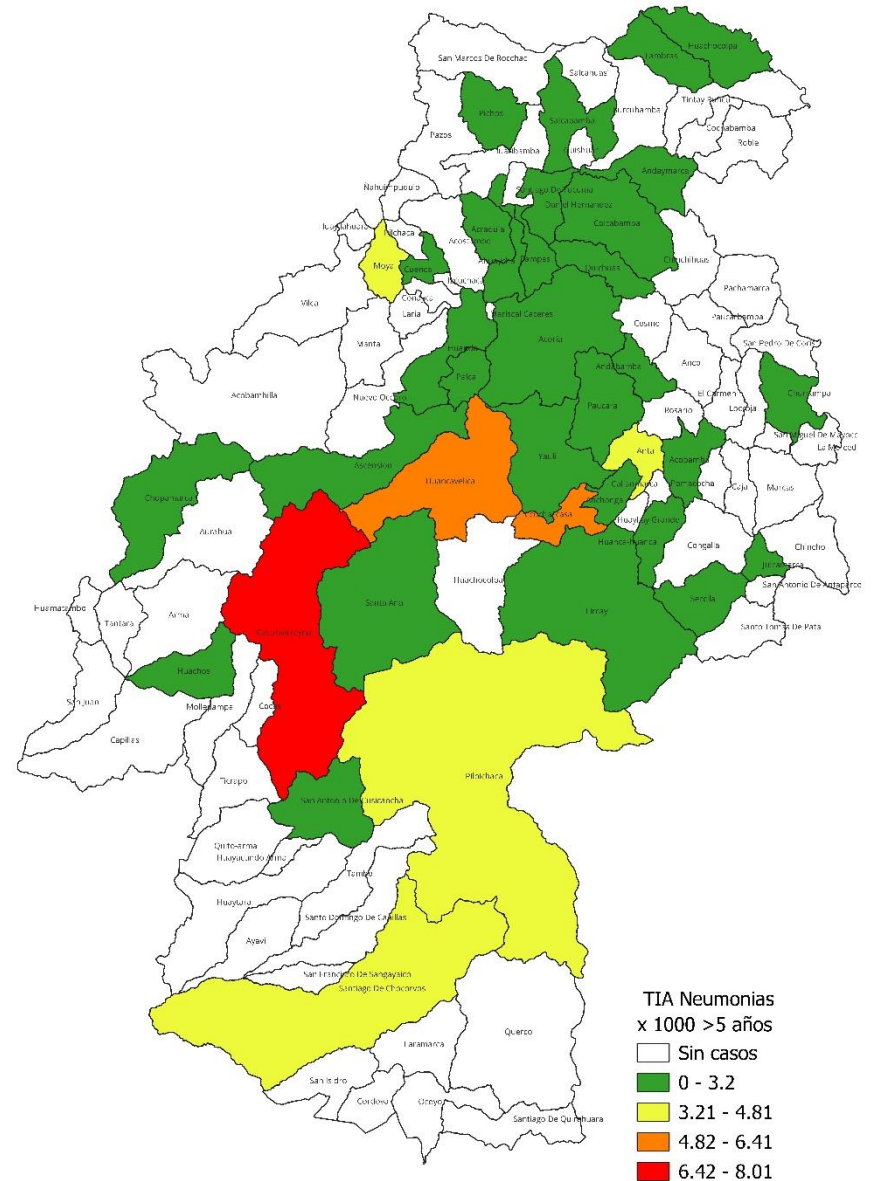 Huachocolpa
San Marcos De Rocchac
Lambras
Salcahuas
Pichos
Tintay Punca
Surcubamba
Salcabamba
Cochabamba
Pazos
Roble
Quishuar
Andaymarca
Ñahuimpuquio
Santiago De Tucuma
Daniel Hernandez
Colcabamba
Acraquia
Pilchaca
Acostambo
Moya
Pampas
Cuenca
Quichuas
Chinchihuas
Pachamarca
Conayca
Vilca
Laria
Mariscal Caceres
Paucarbamba
Cosme
Acoria
Manta
Huando
San Pedro De Coris
Andabamba
Anco
Palca
Acobambilla
Nuevo Occoro
El Carmen
Churcampa
Paucara
Locroja
Rosario
San Miguel De Mayocc
La Merced
Anta
Yauli
Acobamba
Ascension
Huancavelica
Pomacocha
Caja
Marcas
Chopamarca
Callanmarca
Anchonga
Ccochaccasa
Huayllay Grande
Aurahua
Huanca-huanca
Congalla
Chincho
Julcamarca
Huachocolpa
San Antonio De Antaparco
Huamatambo
Santa Ana
Secclla
Arma
Lircay
Tantara
Santo Tomas De Pata
Castrovirreyna
Huachos
San Juan
Mollepampa
Cocas
Capillas
Pilpichaca
Ticrapo
San Antonio De Cusicancha
Quito-arma
Huayacundo Arma
Tambo
Huaytara
Santo Domingo De Capillas
Ayavi
San Francisco De Sangayaico
Santiago De Chocorvos
Querco
Laramarca
San Isidro
Cordova
Ocoyo
Santiago De Quirahuara
TIA Neumonias
x 1000 >5 años
Sin casos
0 - 3.2
3.21 - 4.81
4.82 - 6.41
6.42 - 8.01